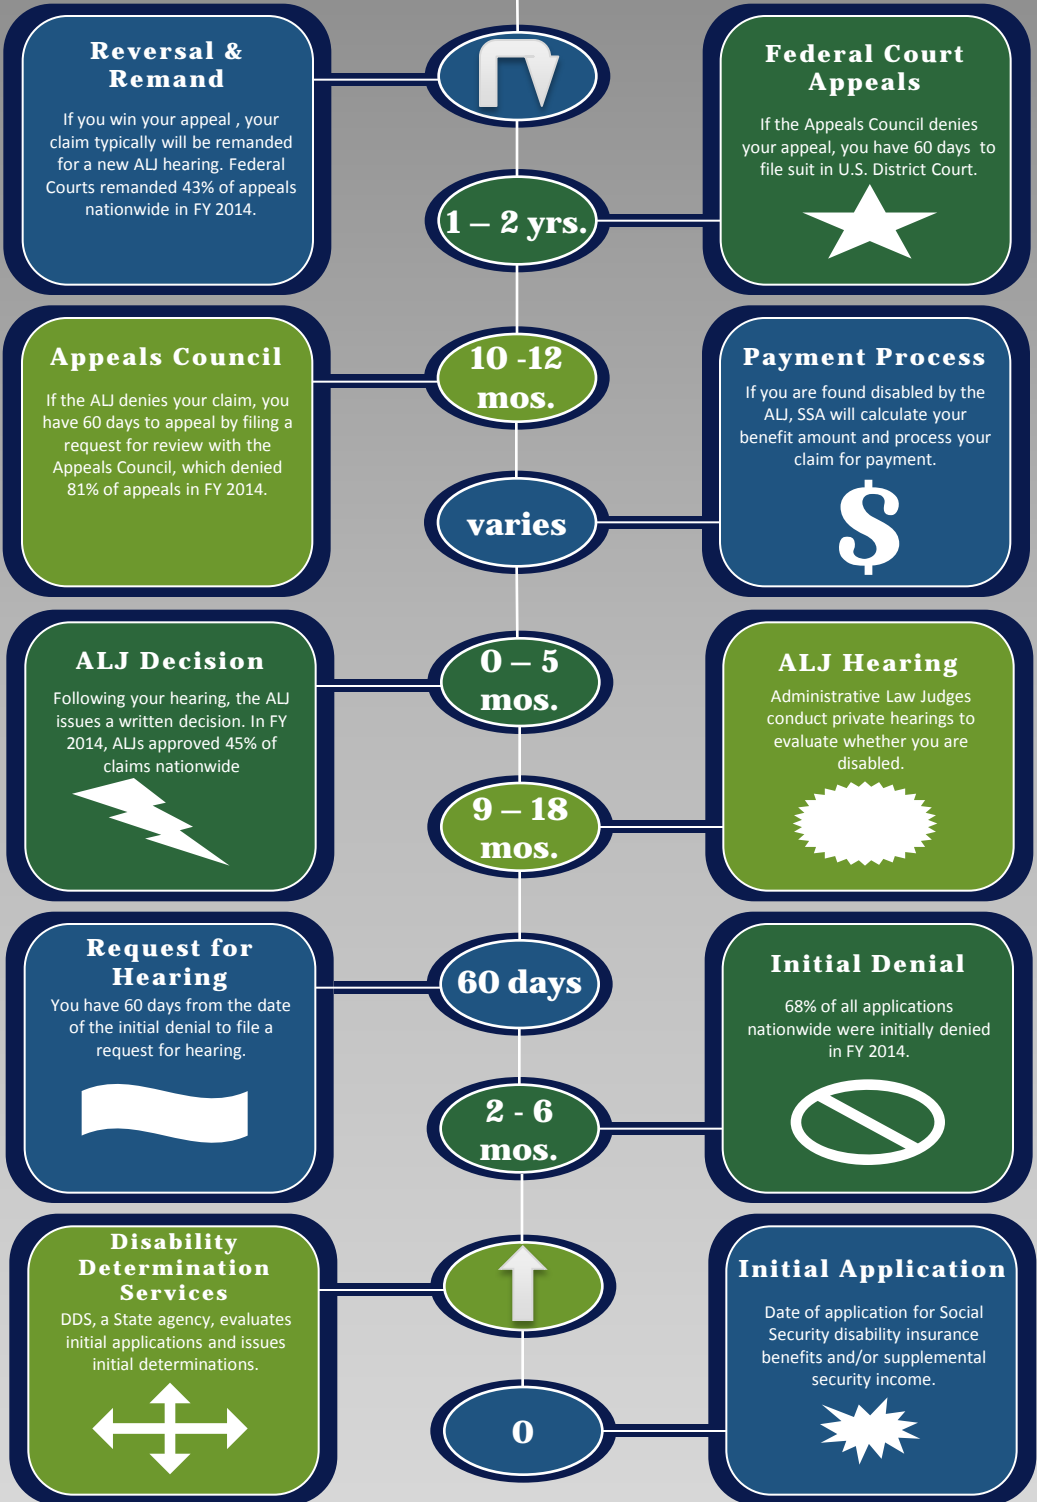 Reversal &
Remand
If you win your appeal , your
claim typically will be remanded
for a new ALJ hearing. Federal
Courts remanded 43% of appeals
nationwide in FY 2014.
Federal Court
Appeals
If the Appeals Council denies
your appeal, you have 60 days to
file suit in U.S. District Court.
1 – 2 yrs.
Appeals Council
If the ALJ denies your claim, you
have 60 days to appeal by filing a
request for review with the
Appeals Council, which denied
81% of appeals in FY 2014.
10 -12
mos.
Payment Process
If you are found disabled by the
ALJ, SSA will calculate your
benefit amount and process your
claim for payment.
$
varies
ALJ Decision
Following your hearing, the ALJ
issues a written decision. In FY
2014, ALJs approved 45% of
claims nationwide
0 – 5
mos.
ALJ Hearing
Administrative Law Judges
conduct private hearings to
evaluate whether you are
disabled.
9 – 18
mos.
Request for
Hearing
You have 60 days from the date
of the initial denial to file a
request for hearing.
60 days
Initial Denial
68% of all applications
nationwide were initially denied
in FY 2014.
2 - 6
mos.
Disability
Determination
Services
DDS, a State agency, evaluates
initial applications and issues
initial determinations.
Initial Application
Date of application for Social
Security disability insurance
benefits and/or supplemental
security income.
0